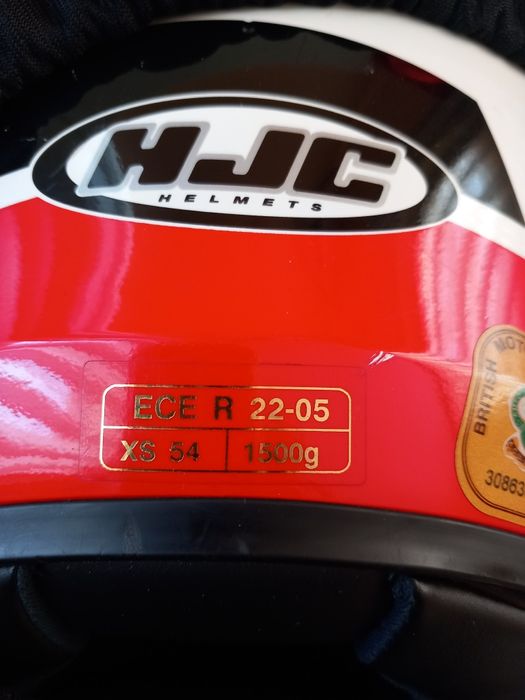 HJC
HELMETS
ECE R 22-05
XS 54 1500g
BRITISH
30863